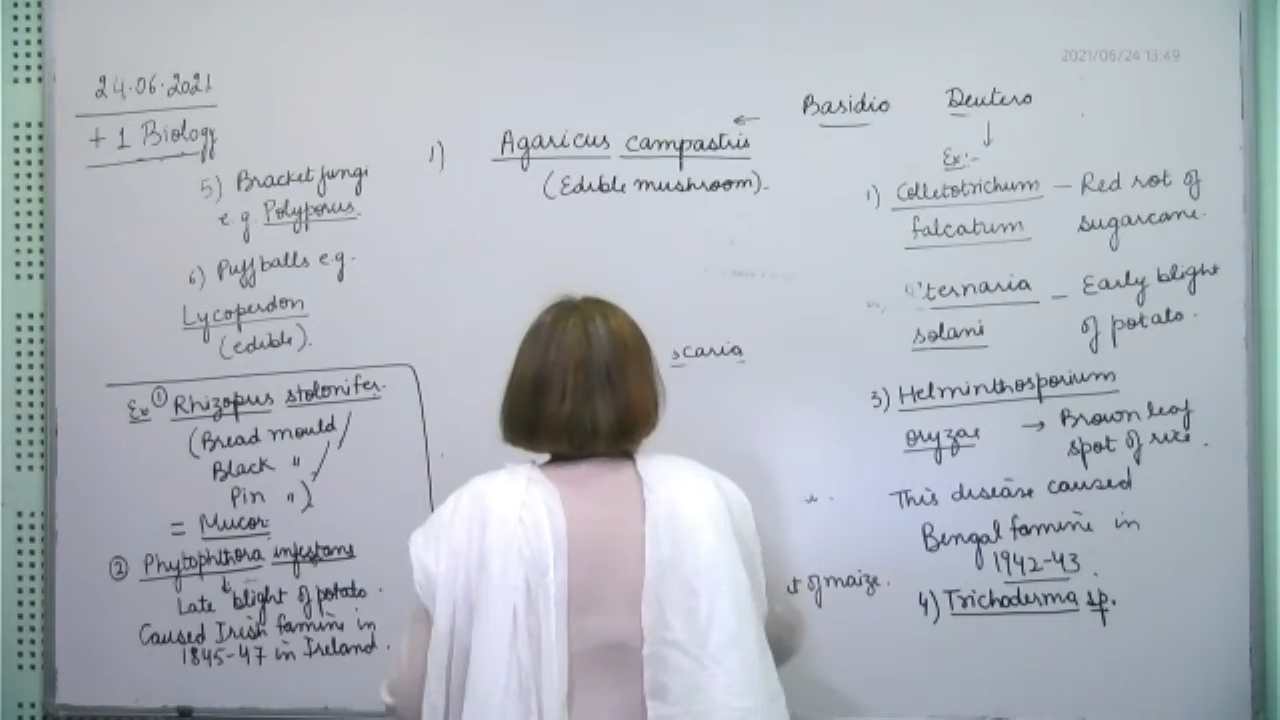 2021/06/24 13:49
24.06.2021
+ 1 Biology
5) Bracket fungi
e.g. Polyporus.
6) Puffballs e.g.
Lycoperdon
(edible).
Ex ① Rhizopus stolonifer.
(Bread mould
Black "
Pin ")
= Mucor
② Phytophthora infestans
Late blight of potato.
Caused Irish famine in
1845-47 in Ireland.
1) Agaricus campastris
(Edible mushroom).
scaria
of maize.
Basidio Deutero
Ex:-
1) Colletotrichum – Red rot of
falcatum sugarcane.
ternaria – Early blight
solani of potato.
3) Helminthosporium
oryzae → Brown leaf
spot of rice.
This disease caused
Bengal famine in
1942-43.
4) Trichoderma sp.